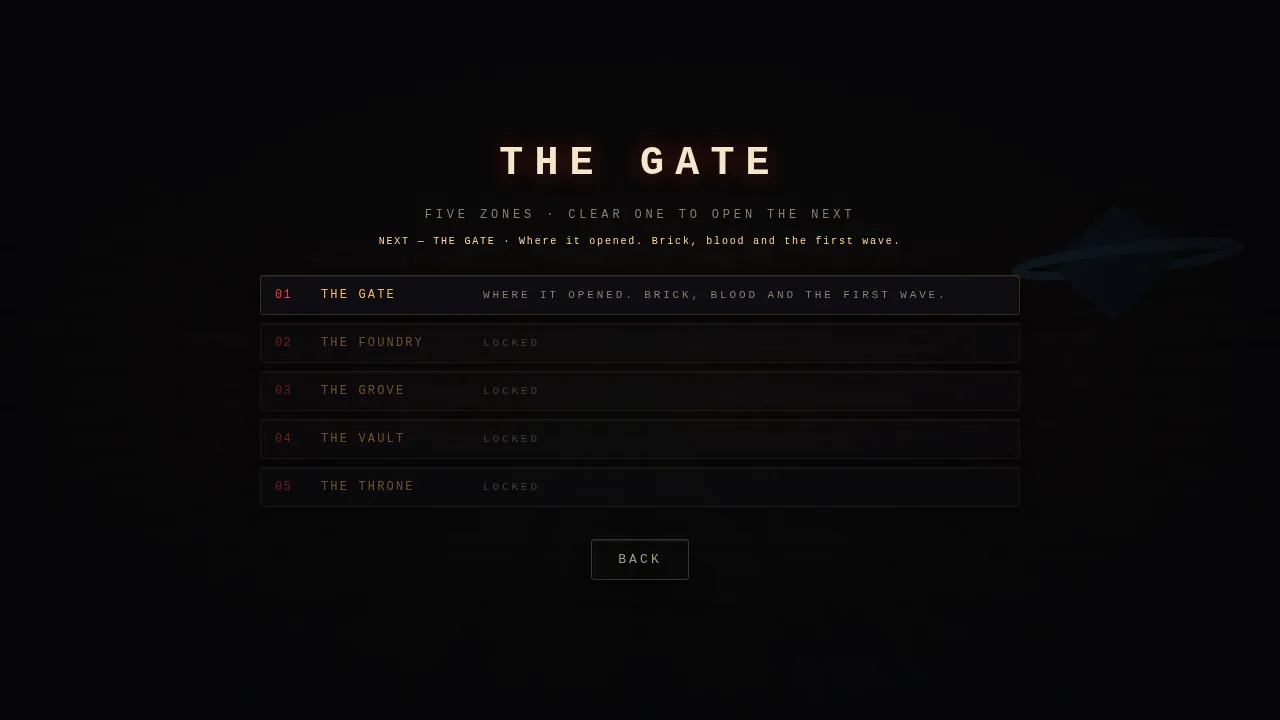 THE GATE
FIVE ZONES · CLEAR ONE TO OPEN THE NEXT
NEXT — THE GATE · Where it opened. Brick, blood and the first wave.
01 THE GATE WHERE IT OPENED. BRICK, BLOOD AND THE FIRST WAVE.
02 THE FOUNDRY LOCKED
03 THE GROVE LOCKED
04 THE VAULT LOCKED
05 THE THRONE LOCKED
BACK